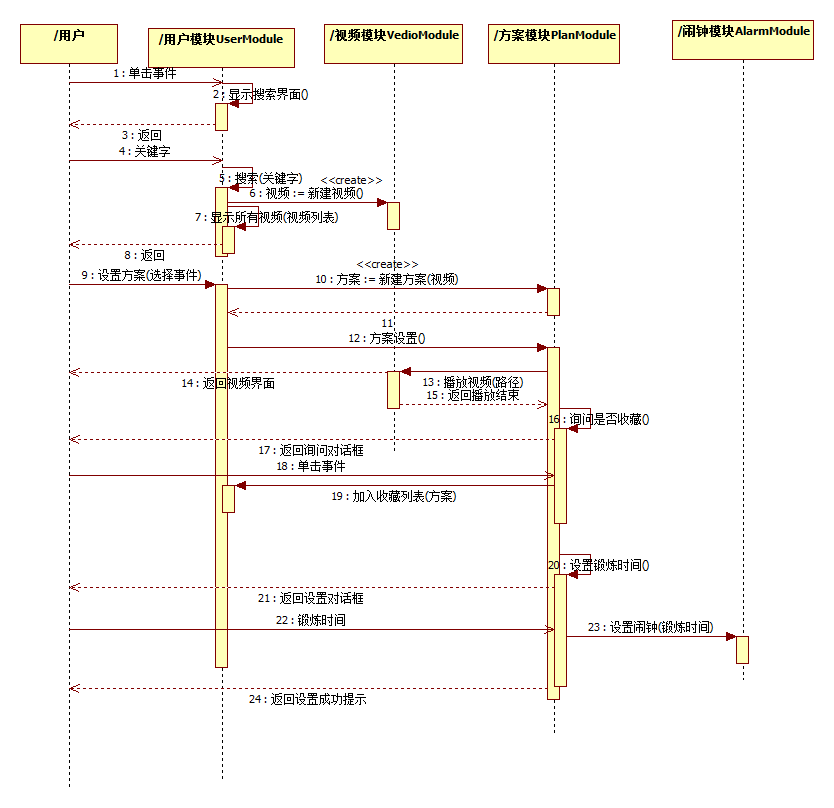 /用户
/用户模块UserModule
/视频模块VedioModule
/方案模块PlanModule
/闹钟模块AlarmModule
1 : 单击事件
2 : 显示搜索界面()
3 : 返回
4 : 关键字
5 : 搜索(关键字)
<<create>>
6 : 视频 := 新建视频()
7 : 显示所有视频(视频列表)
8 : 返回
<<create>>
9 : 设置方案(选择事件)
10 : 方案 := 新建方案(视频)
11
12 : 方案设置()
13 : 播放视频(路径)
14 : 返回视频界面
15 : 返回播放结束
16 : 询问是否收藏()
17 : 返回询问对话框
18 : 单击事件
19 : 加入收藏列表(方案)
20 : 设置锻炼时间()
21 : 返回设置对话框
22 : 锻炼时间
23 : 设置闹钟(锻炼时间)
24 : 返回设置成功提示